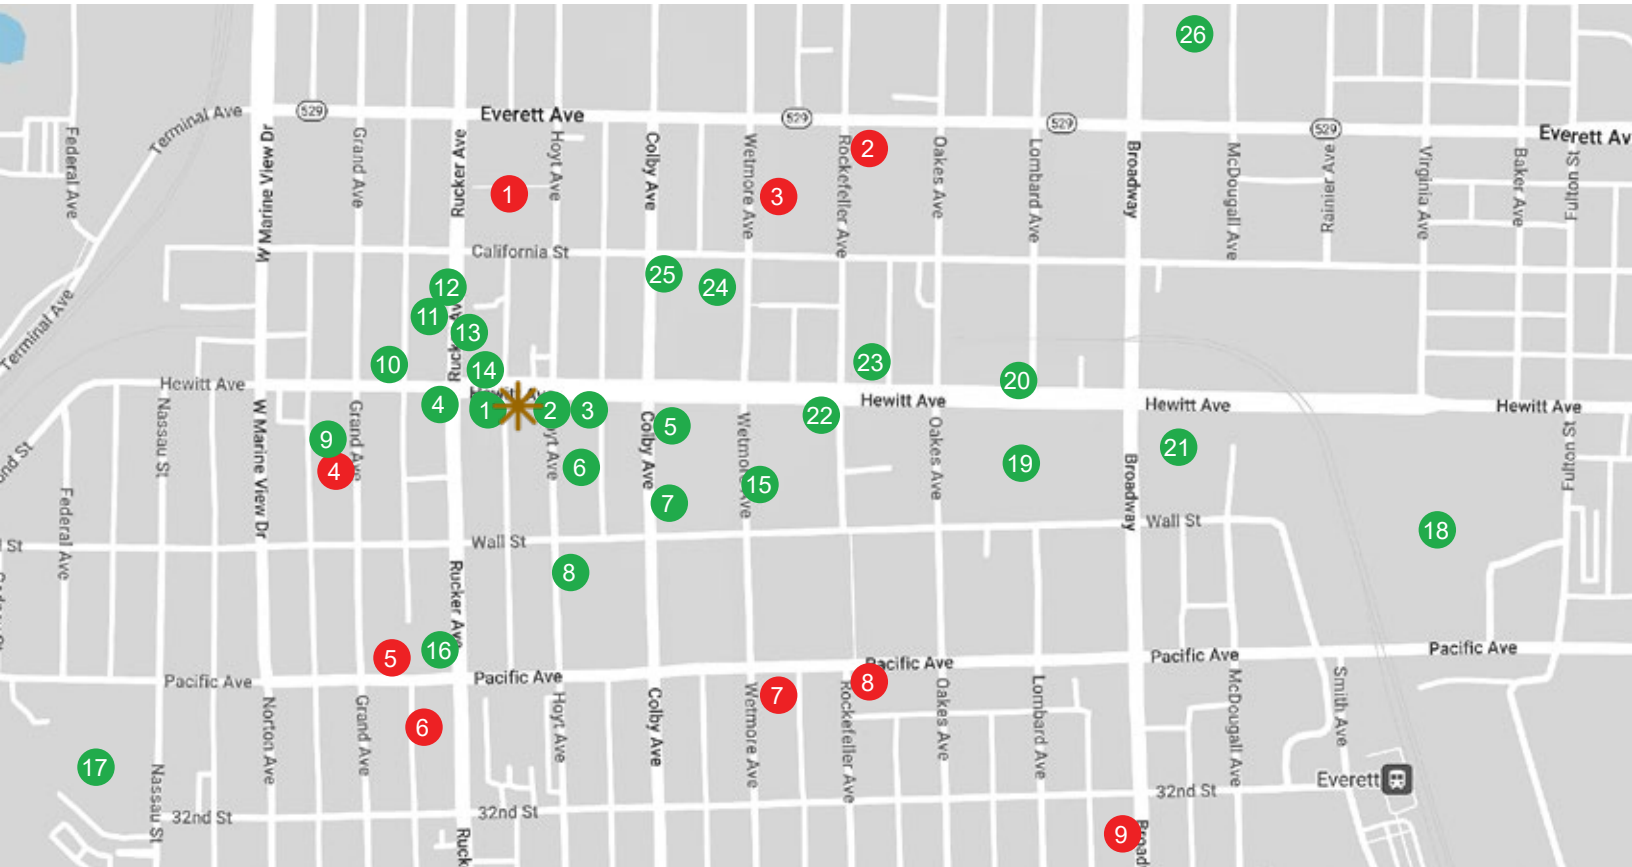 26
529
529
529
529
Everett Ave
Everett Av
Terminal Ave
Federal Ave
W Marine View Dr
Grand Ave
Rucker Ave
Hoyt Ave
Colby Ave
Wetmore Ave
Rockefeller Ave
Oakes Ave
Lombard Ave
Broadway
McDougall Ave
Rainier Ave
Virginia Ave
Baker Ave
Fulton St
2
1
3
California St
25
24
12
11
13
Terminal Ave
10
14
23
20
Hewitt Ave
Hewitt Ave
Hewitt Ave
Hewitt Ave
4
1
2
3
22
5
9
4
6
7
15
19
21
18
Nassau St
W Marine View Dr
Grand Ave
Colby Ave
Wetmore Ave
Oakes Ave
Broadway
Fulton St
Federal Ave
St
Wall St
Wall St
8
Rucker Ave
16
5
Pacific Ave
Pacific Ave
Pacific Ave
Pacific Ave
Pacific Ave
6
7
8
Norton Ave
Grand Ave
Hoyt Ave
Colby Ave
Wetmore Ave
Rockefeller Ave
Oakes Ave
Lombard Ave
McDougall Ave
Smith Ave
17
Nassau St
Everett
32nd St
32nd St
32nd St
Ruck
9
Broad